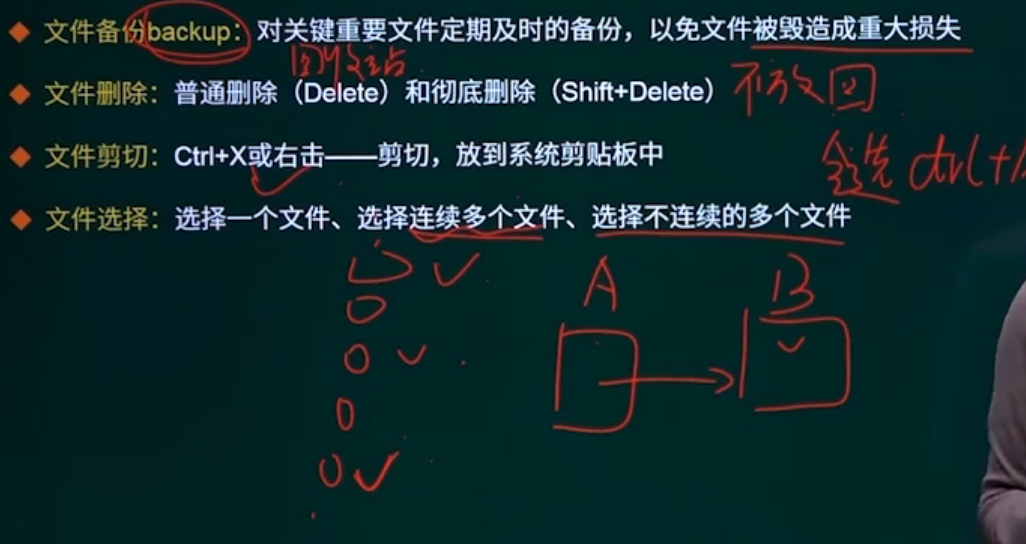 ◆ 文件备份backup：对关键重要文件定期及时的备份，以免文件被毁造成重大损失
回收站
◆ 文件删除：普通删除（Delete）和彻底删除（Shift+Delete）
不放回
◆ 文件剪切：Ctrl+X或右击——剪切，放到系统剪贴板中
全选 ctrl+A
◆ 文件选择：选择一个文件、选择连续多个文件、选择不连续的多个文件
A B